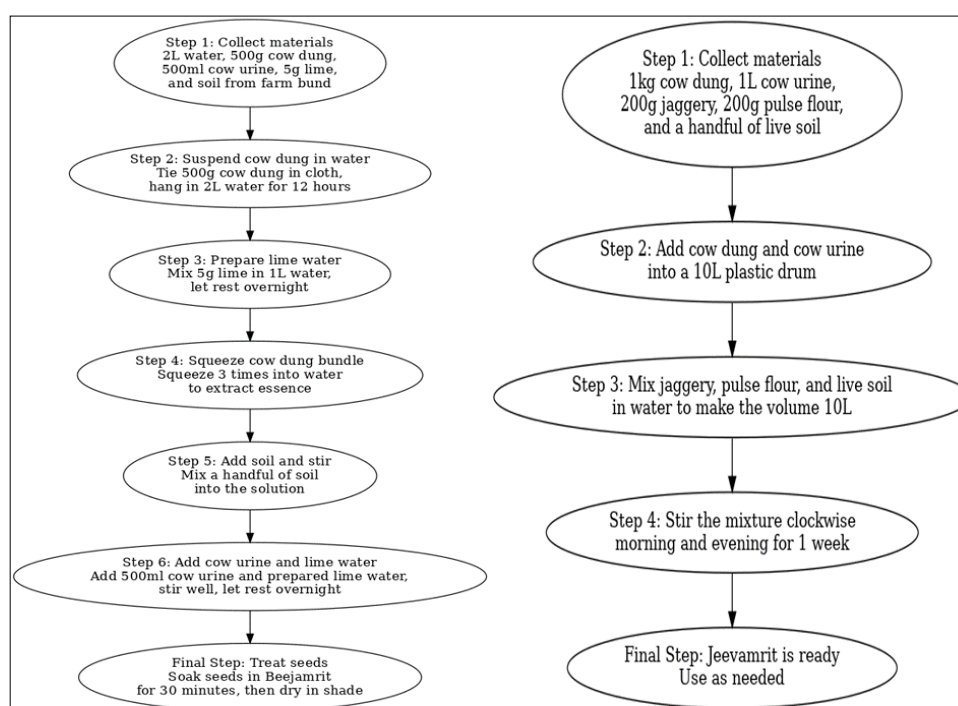 Step 1: Collect materials
2L water, 500g cow dung,
500ml cow urine, 5g lime,
and soil from farm bund
Step 2: Suspend cow dung in water
Tie 500g cow dung in cloth,
hang in 2L water for 12 hours
Step 3: Prepare lime water
Mix 5g lime in 1L water,
let rest overnight
Step 4: Squeeze cow dung bundle
Squeeze 3 times into water
to extract essence
Step 5: Add soil and stir
Mix a handful of soil
into the solution
Step 6: Add cow urine and lime water
Add 500ml cow urine and prepared lime water,
stir well, let rest overnight
Final Step: Treat seeds
Soak seeds in Beejamrit
for 30 minutes, then dry in shade
Step 1: Collect materials
1kg cow dung, 1L cow urine,
200g jaggery, 200g pulse flour,
and a handful of live soil
Step 2: Add cow dung and cow urine
into a 10L plastic drum
Step 3: Mix jaggery, pulse flour, and live soil
in water to make the volume 10L
Step 4: Stir the mixture clockwise
morning and evening for 1 week
Final Step: Jeevamrit is ready
Use as needed